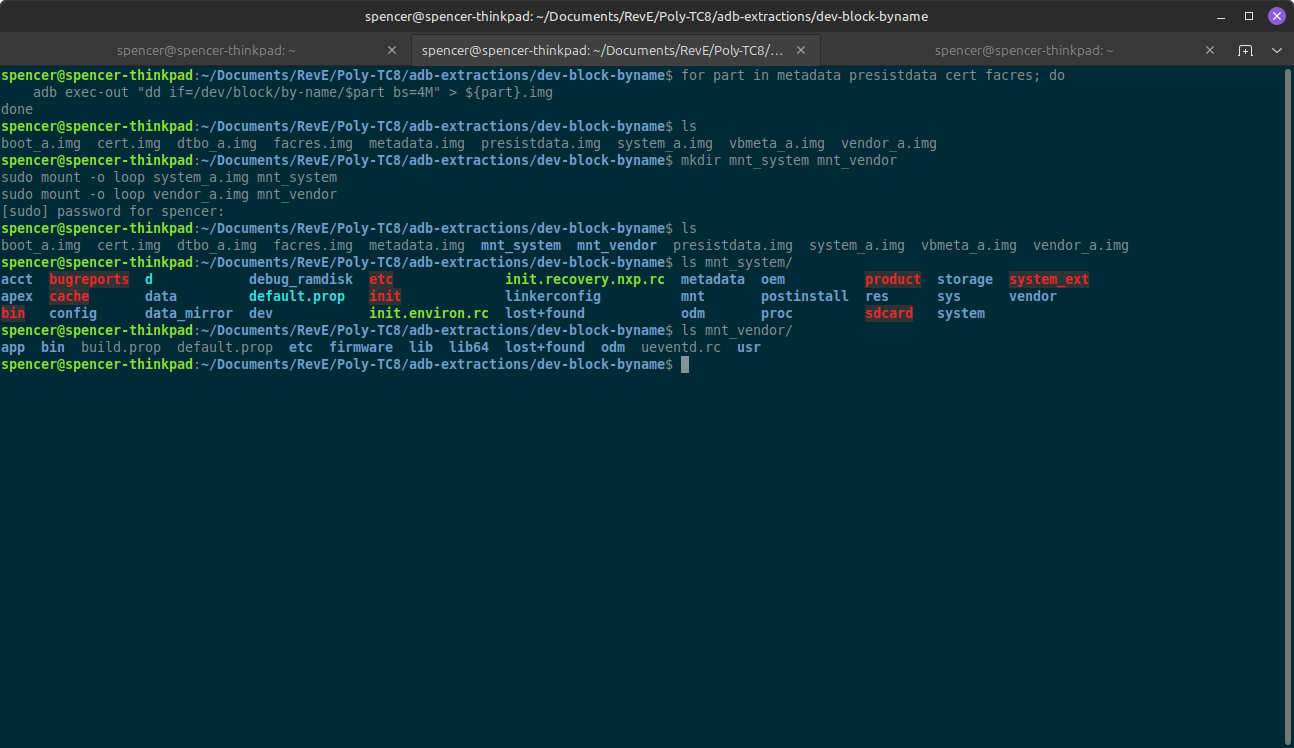 spencer@spencer-thinkpad: ~/Documents/RevE/Poly-TC8/adb-extractions/dev-block-byname
spencer@spencer-thinkpad: ~
spencer@spencer-thinkpad: ~/Documents/RevE/Poly-TC8/...
spencer@spencer-thinkpad: ~
spencer@spencer-thinkpad:~/Documents/RevE/Poly-TC8/adb-extractions/dev-block-byname$ for part in metadata presistdata cert facres; do
    adb exec-out "dd if=/dev/block/by-name/$part bs=4M" > ${part}.img
done
spencer@spencer-thinkpad:~/Documents/RevE/Poly-TC8/adb-extractions/dev-block-byname$ ls
boot_a.img  cert.img  dtbo_a.img  facres.img  metadata.img  presistdata.img  system_a.img  vbmeta_a.img  vendor_a.img
spencer@spencer-thinkpad:~/Documents/RevE/Poly-TC8/adb-extractions/dev-block-byname$ mkdir mnt_system mnt_vendor
sudo mount -o loop system_a.img mnt_system
sudo mount -o loop vendor_a.img mnt_vendor
[sudo] password for spencer:
spencer@spencer-thinkpad:~/Documents/RevE/Poly-TC8/adb-extractions/dev-block-byname$ ls
boot_a.img  cert.img  dtbo_a.img  facres.img  metadata.img  mnt_system  mnt_vendor  presistdata.img  system_a.img  vbmeta_a.img  vendor_a.img
spencer@spencer-thinkpad:~/Documents/RevE/Poly-TC8/adb-extractions/dev-block-byname$ ls mnt_system/
acct  bugreports  d            debug_ramdisk  etc              init.recovery.nxp.rc  metadata  oem          product  storage  system_ext
apex  cache       data         default.prop   init             linkerconfig          mnt       postinstall  res      sys      vendor
bin   config      data_mirror  dev            init.environ.rc  lost+found            odm       proc         sdcard   system
spencer@spencer-thinkpad:~/Documents/RevE/Poly-TC8/adb-extractions/dev-block-byname$ ls mnt_vendor/
app  bin  build.prop  default.prop  etc  firmware  lib  lib64  lost+found  odm  ueventd.rc  usr
spencer@spencer-thinkpad:~/Documents/RevE/Poly-TC8/adb-extractions/dev-block-byname$